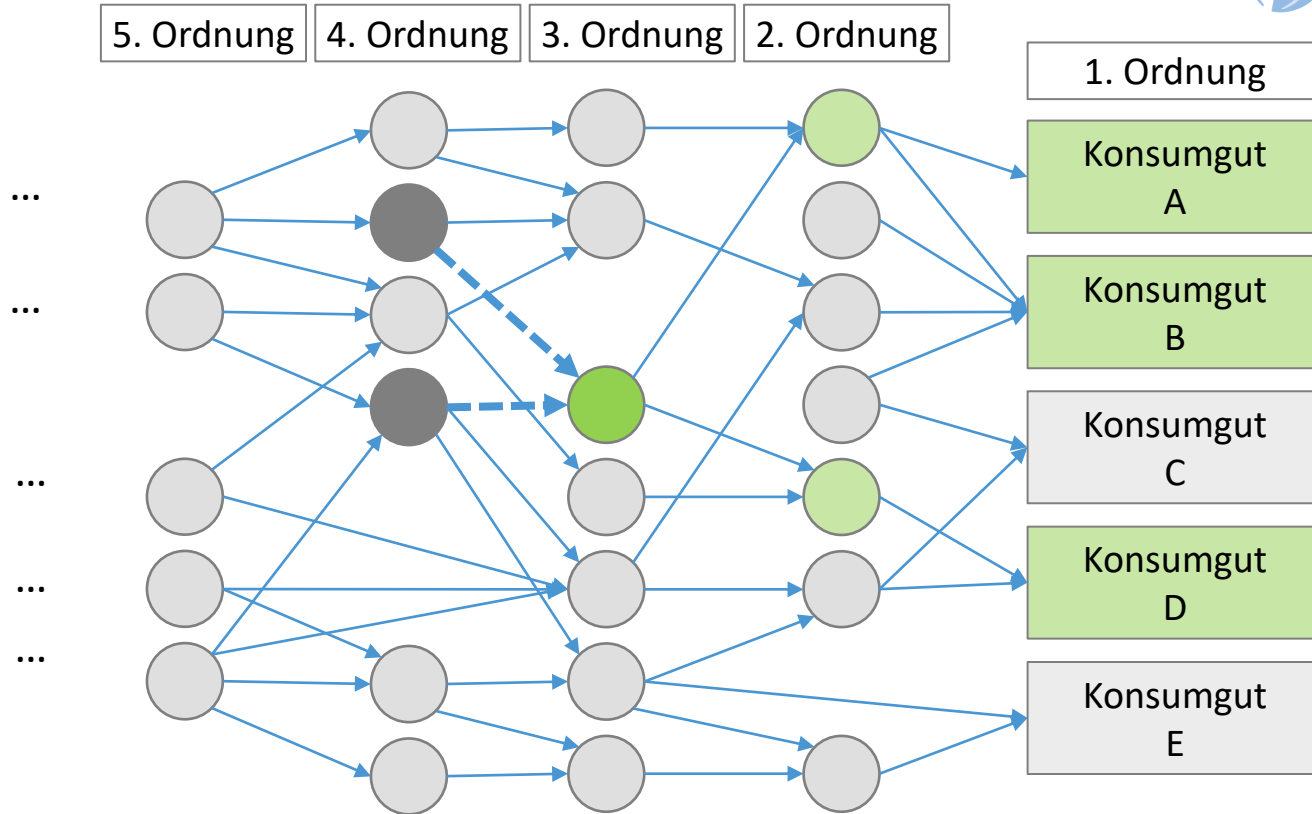 5. Ordnung
4. Ordnung
3. Ordnung
2. Ordnung
1. Ordnung
...
Konsumgut
A
...
Konsumgut
B
...
Konsumgut
C
...
Konsumgut
D
...
Konsumgut
E